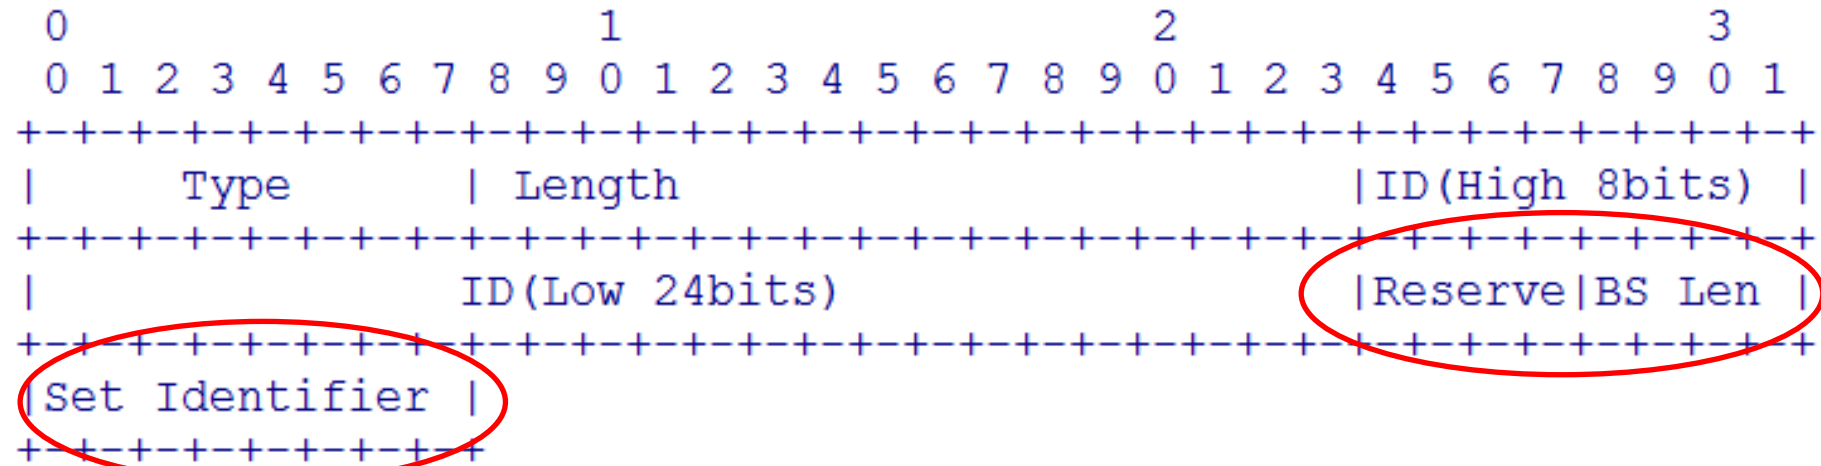 0                   1                   2                   3
0 1 2 3 4 5 6 7 8 9 0 1 2 3 4 5 6 7 8 9 0 1 2 3 4 5 6 7 8 9 0 1
+-+-+-+-+-+-+-+-+-+-+-+-+-+-+-+-+-+-+-+-+-+-+-+-+-+-+-+-+-+-+-+-+
|     Type      | Length                        |ID(High 8bits) |
+-+-+-+-+-+-+-+-+-+-+-+-+-+-+-+-+-+-+-+-+-+-+-+-+-+-+-+-+-+-+-+-+
|               ID(Low 24bits)                  |Reserve|BS Len |
+-+-+-+-+-+-+-+-+-+-+-+-+-+-+-+-+-+-+-+-+-+-+-+-+-+-+-+-+-+-+-+-+
|Set Identifier |
+-+-+-+-+-+-+-+-+